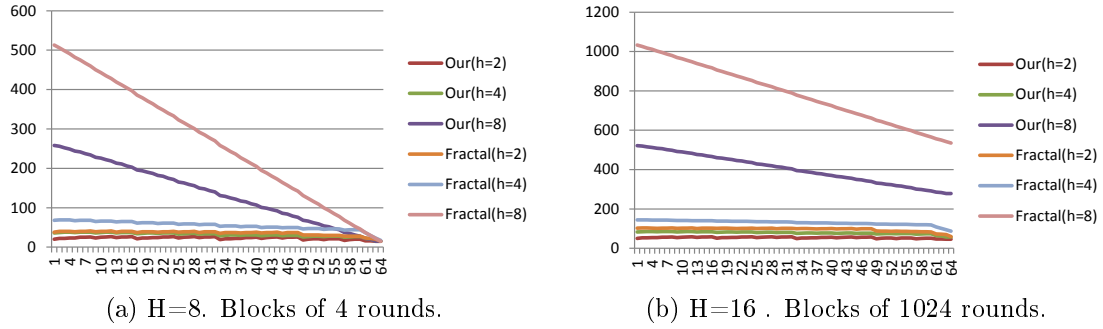 600
500
400
300
200
100
0
1 4 7 10 13 16 19 22 25 28 31 34 37 40 43 46 49 52 55 58 61 64
Our(h=2)
Our(h=4)
Our(h=8)
Fractal(h=2)
Fractal(h=4)
Fractal(h=8)
(a) H=8. Blocks of 4 rounds.
1200
1000
800
600
400
200
0
1 4 7 10 13 16 19 22 25 28 31 34 37 40 43 46 49 52 55 58 61 64
Our(h=2)
Our(h=4)
Our(h=8)
Fractal(h=2)
Fractal(h=4)
Fractal(h=8)
(b) H=16 . Blocks of 1024 rounds.